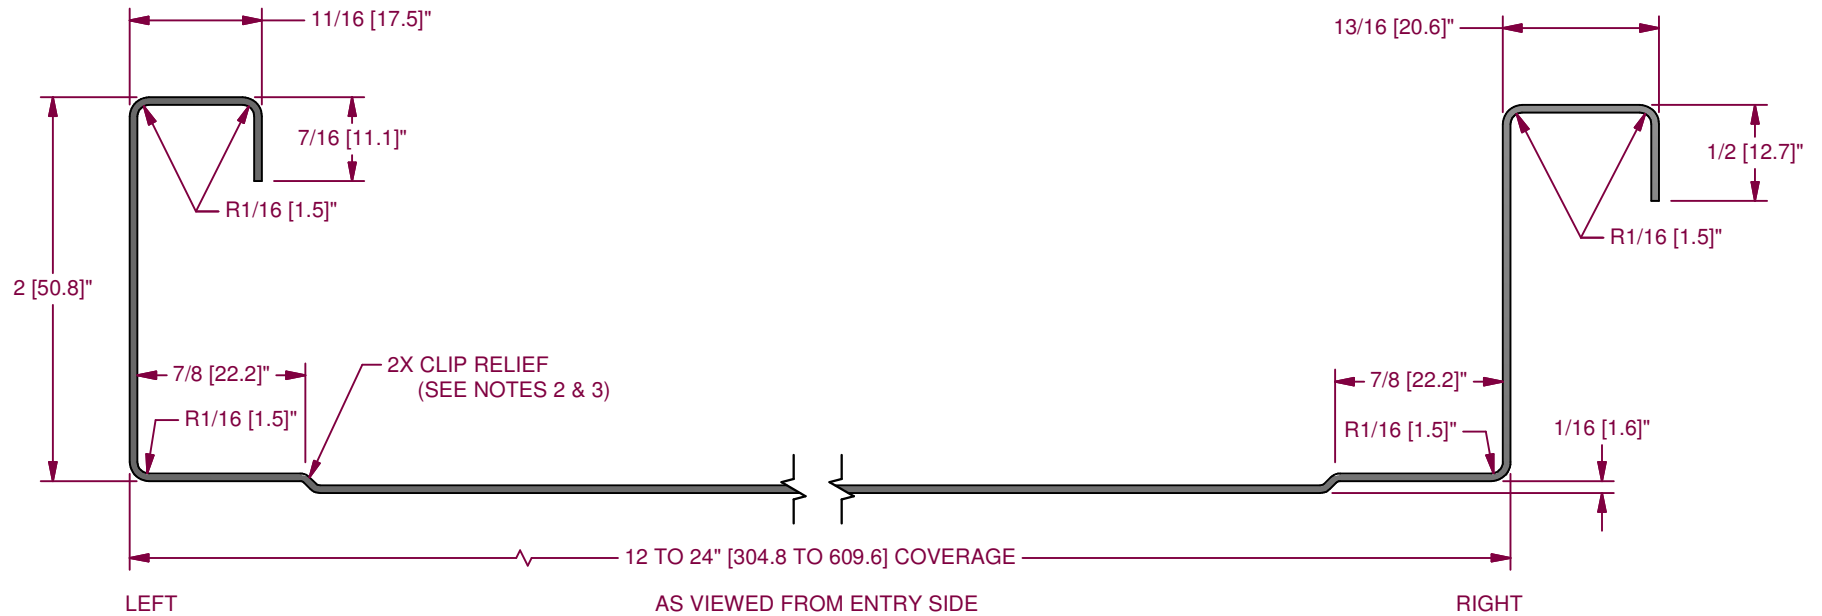 11/16 [17.5]"
13/16 [20.6]"
7/16 [11.1]"
1/2 [12.7]"
R1/16 [1.5]"
R1/16 [1.5]"
2 [50.8]"
7/8 [22.2]"
2X CLIP RELIEF
(SEE NOTES 2 & 3)
7/8 [22.2]"
R1/16 [1.5]"
R1/16 [1.5]"
1/16 [1.6]"
12 TO 24" [304.8 TO 609.6] COVERAGE
LEFT
AS VIEWED FROM ENTRY SIDE
RIGHT